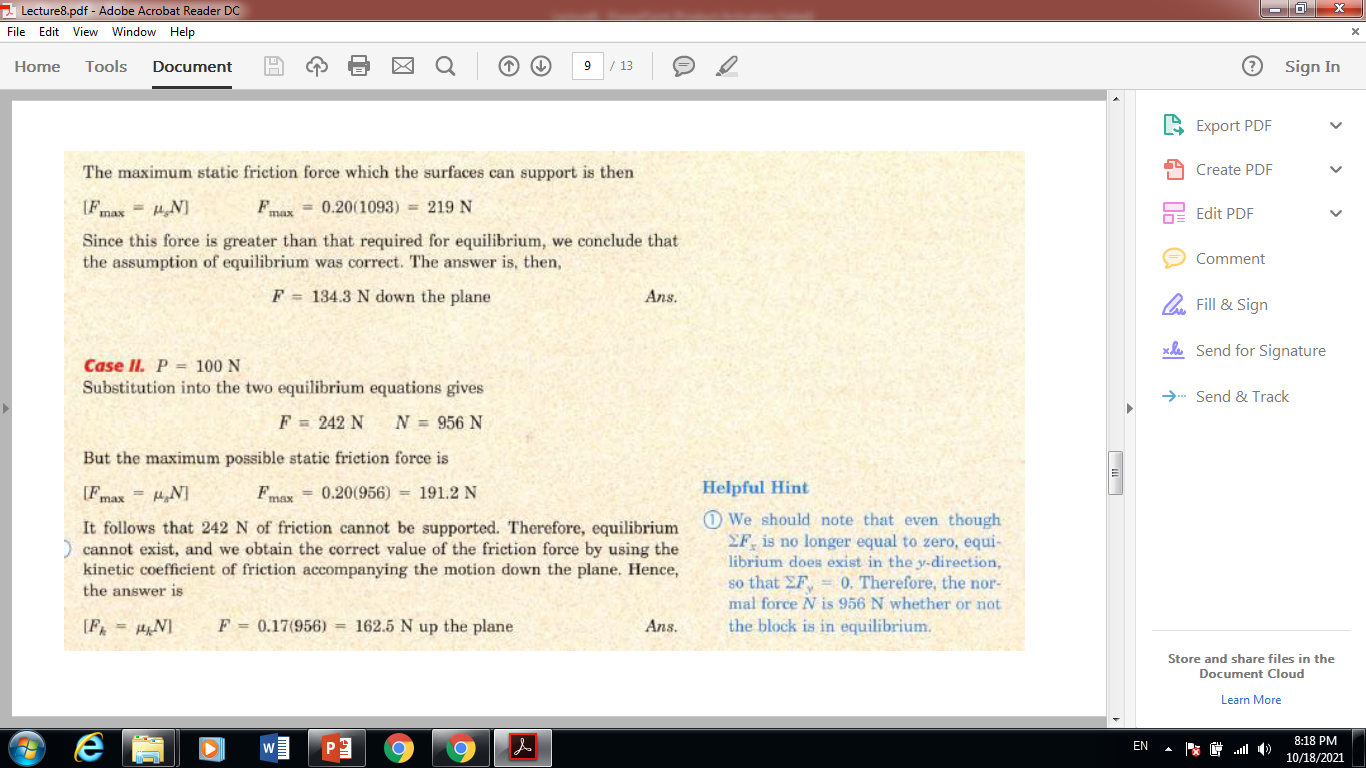 Lecture8.pdf - Adobe Acrobat Reader DC
File Edit View Window Help
Home Tools Document 9 / 13 Sign In
The maximum static friction force which the surfaces can support is then
[Fmax = μsN] Fmax = 0.20(1093) = 219 N
Since this force is greater than that required for equilibrium, we conclude that
the assumption of equilibrium was correct. The answer is, then,
F = 134.3 N down the plane Ans.
Case II. P = 100 N
Substitution into the two equilibrium equations gives
F = 242 N N = 956 N
But the maximum possible static friction force is
[Fmax = μsN] Fmax = 0.20(956) = 191.2 N
It follows that 242 N of friction cannot be supported. Therefore, equilibrium
cannot exist, and we obtain the correct value of the friction force by using the
kinetic coefficient of friction accompanying the motion down the plane. Hence,
the answer is
[Fk = μkN] F = 0.17(956) = 162.5 N up the plane Ans.
Helpful Hint
① We should note that even though
ΣFx is no longer equal to zero, equi-
librium does exist in the y-direction,
so that ΣFy = 0. Therefore, the nor-
mal force N is 956 N whether or not
the block is in equilibrium.
Export PDF
Create PDF
Edit PDF
Comment
Fill & Sign
Send for Signature
Send & Track
Store and share files in the
Document Cloud
Learn More
EN
8:18 PM
10/18/2021